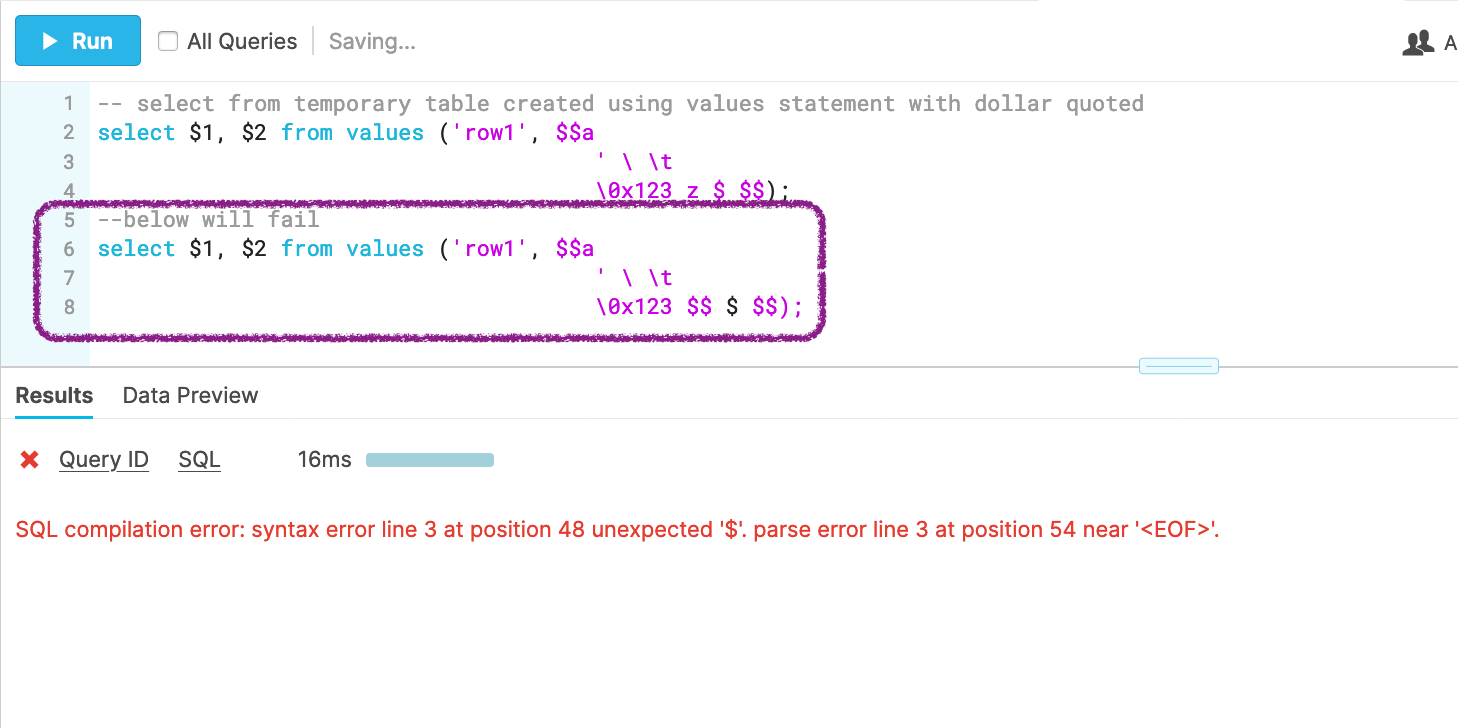 Run All Queries Saving... A
1 -- select from temporary table created using values statement with dollar quoted
2 select $1, $2 from values ('row1', $$a
3 ' \ \t
4 \0x123 z $ $$);
5 --below will fail
6 select $1, $2 from values ('row1', $$a
7 ' \ \t
8 \0x123 $$ $ $$);
Results Data Preview
Query ID SQL 16ms
SQL compilation error: syntax error line 3 at position 48 unexpected '$'. parse error line 3 at position 54 near '<EOF>'.